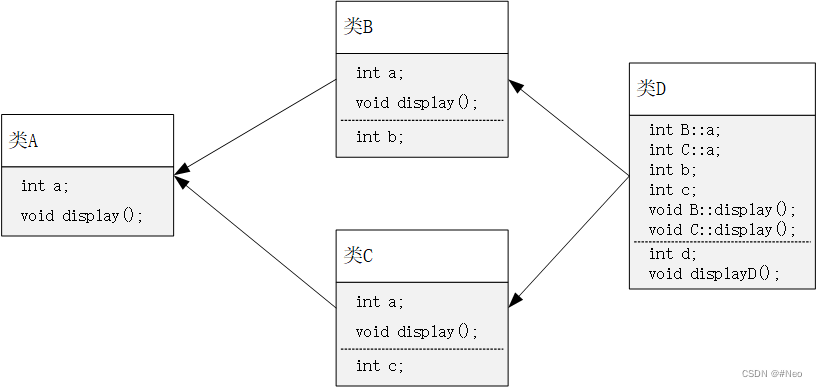 类A
int a;
void display();
类B
int a;
void display();
int b;
类C
int a;
void display();
int c;
类D
int B::a;
int C::a;
int b;
int c;
void B::display();
void C::display();
int d;
void displayD();
CSDN @#Neo